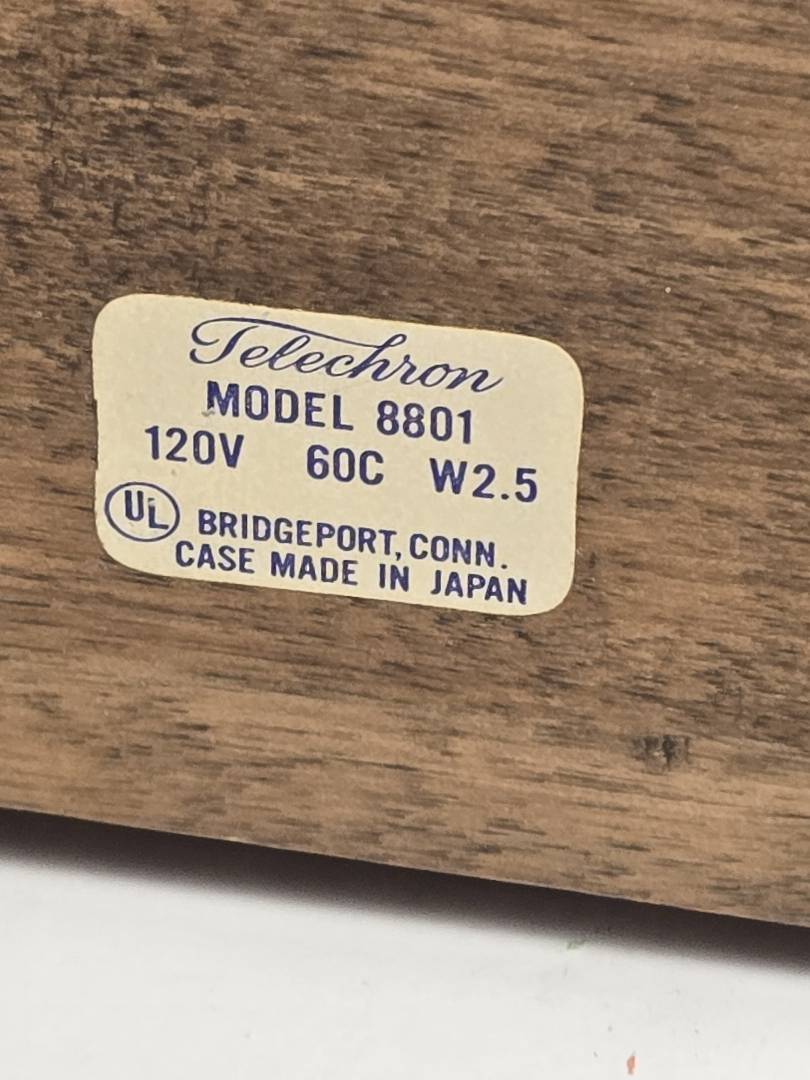 Telechron
MODEL 8801
120V 60C W2.5
UL BRIDGEPORT, CONN.
CASE MADE IN JAPAN